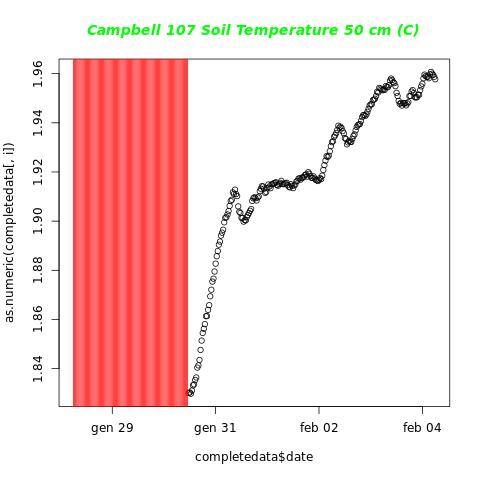 Campbell 107 Soil Temperature 50 cm (C)
as.numeric(completedata[, i])
1.96
1.94
1.92
1.90
1.88
1.86
1.84
gen 29
gen 31
feb 02
feb 04
completedata$date